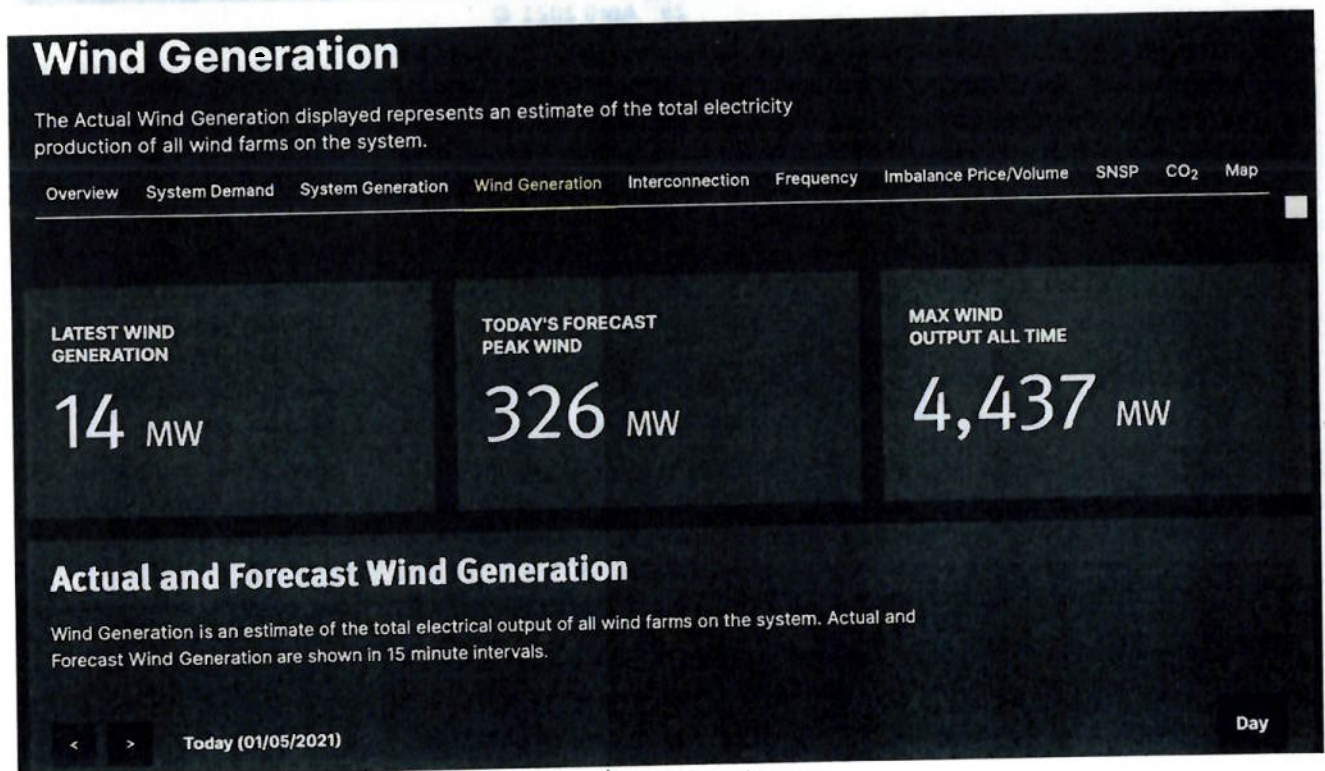 Wind Generation
The Actual Wind Generation displayed represents an estimate of the total electricity
production of all wind farms on the system.
Overview System Demand System Generation Wind Generation Interconnection Frequency Imbalance Price/Volume SNSP CO₂ Map
LATEST WIND
GENERATION
14 MW
TODAY'S FORECAST
PEAK WIND
326 MW
MAX WIND
OUTPUT ALL TIME
4,437 MW
Actual and Forecast Wind Generation
Wind Generation is an estimate of the total electrical output of all wind farms on the system. Actual and
Forecast Wind Generation are shown in 15 minute intervals.
< > Today (01/05/2021)
Day